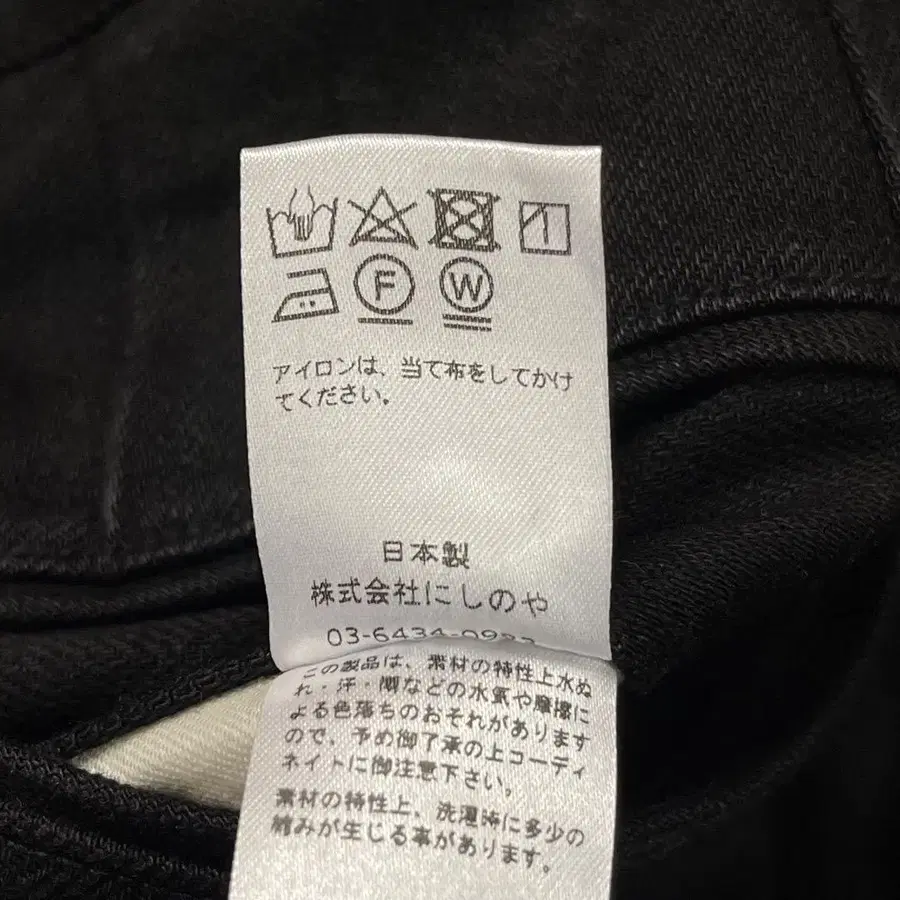 F W
アイロンは、当て布をしてかけ
てください。
日本製
株式会社にしのや
03-6434-0983
この製品は、素材の特性上水ぬ
れ・汗・雨などの水気や摩擦に
よる色落ちのおそれがあります
ので、予め御了承の上コーディ
ネイトに御注意下さい。
素材の特性上、洗濯時に多少の
縮みが生じる事があります。